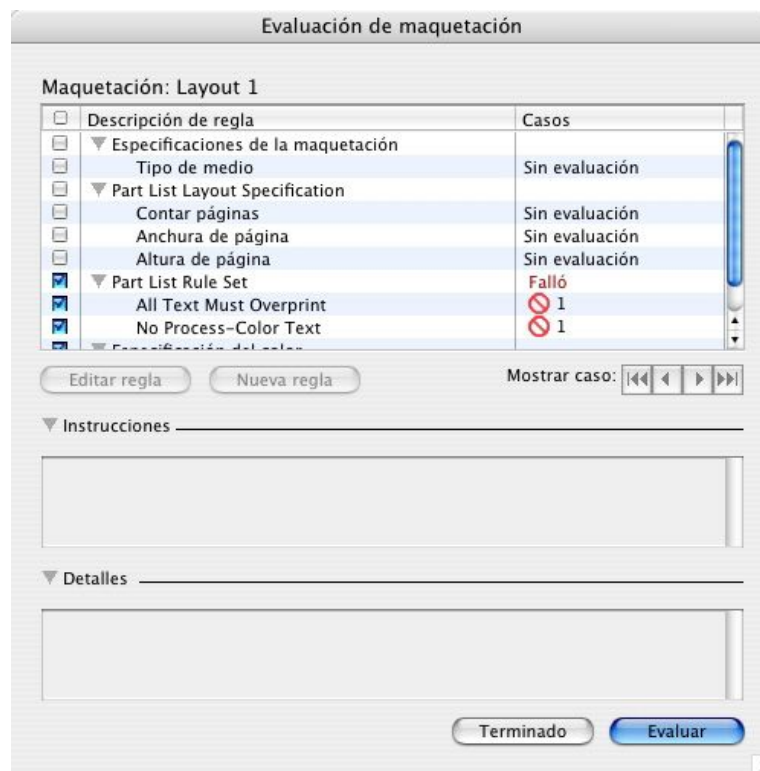 Evaluación de maquetación
Maquetación: Layout 1
Descripción de regla Casos
Especificaciones de la maquetación
Tipo de medio Sin evaluación
Part List Layout Specification
Contar páginas Sin evaluación
Anchura de página Sin evaluación
Altura de página Sin evaluación
Part List Rule Set Falló
All Text Must Overprint 1
No Process-Color Text 1
Especificación del color
Editar regla Nueva regla Mostrar caso:
Instrucciones
Detalles
Terminado Evaluar